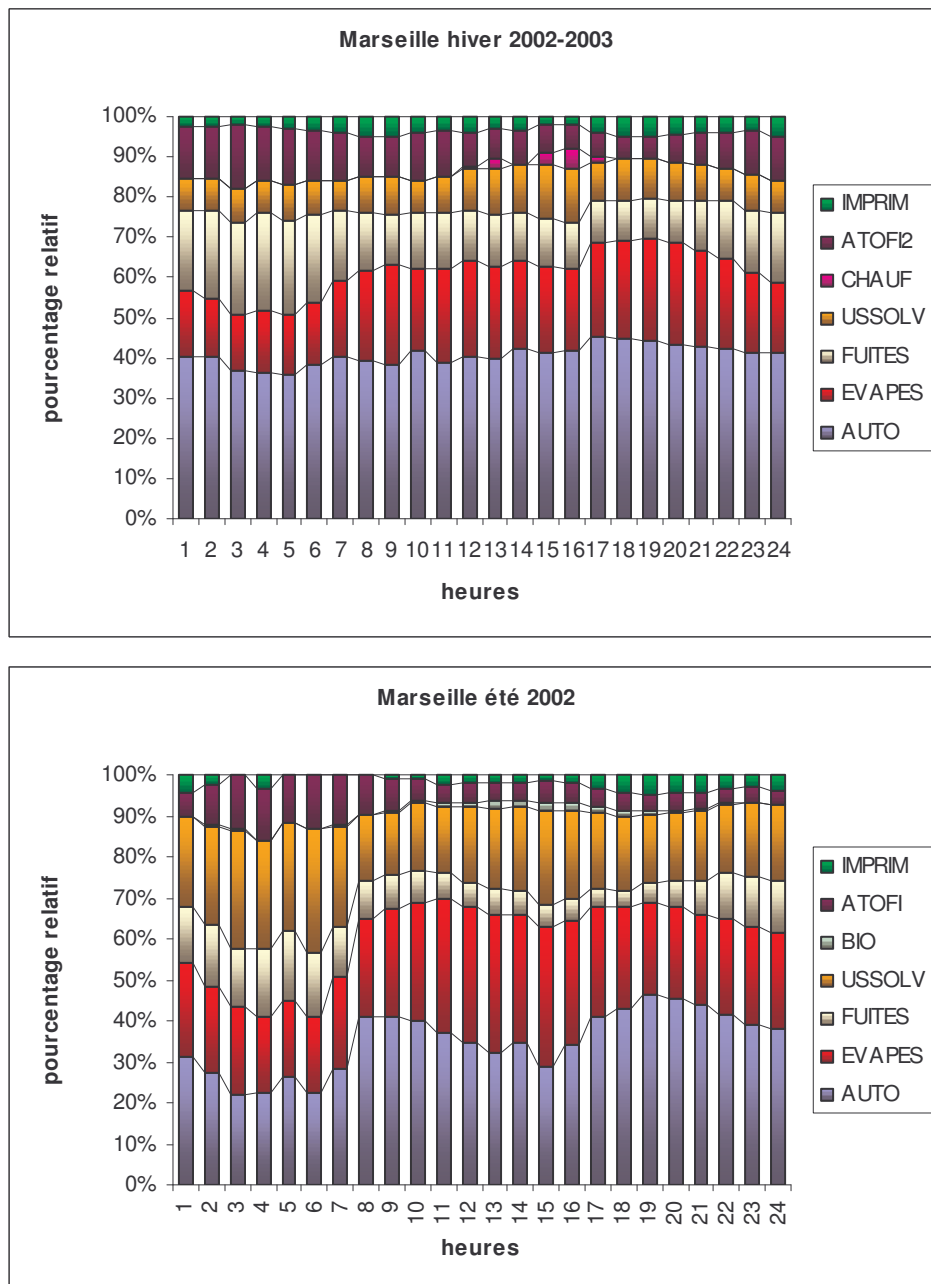 Marseille hiver 2002-2003
100%
90%
80%
70%
60%
50%
40%
30%
20%
10%
0%
pourcentage relatif
1 2 3 4 5 6 7 8 9 10 11 12 13 14 15 16 17 18 19 20 21 22 23 24
heures
IMPRIM
ATOFI2
CHAUF
USSOLV
FUITES
EVAPES
AUTO
Marseille été 2002
100%
90%
80%
70%
60%
50%
40%
30%
20%
10%
0%
pourcentage relatif
1 2 3 4 5 6 7 8 9 10 11 12 13 14 15 16 17 18 19 20 21 22 23 24
heures
IMPRIM
ATOFI
BIO
USSOLV
FUITES
EVAPES
AUTO